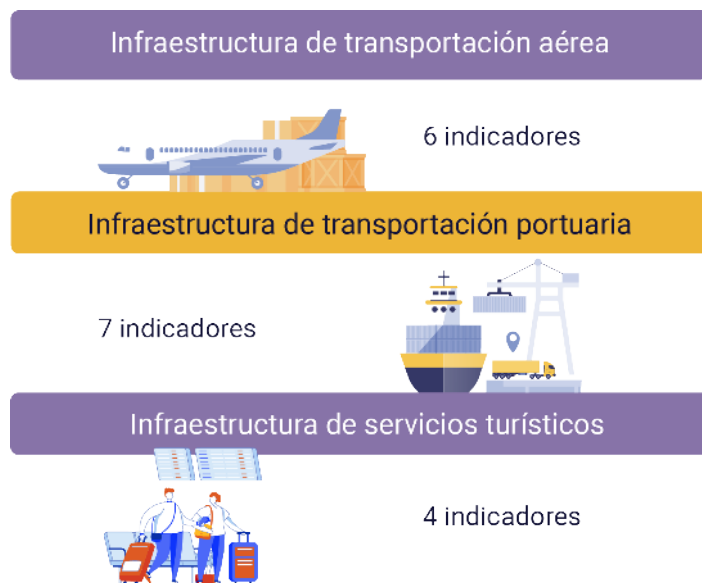 Infraestructura de transportación aérea
6 indicadores
Infraestructura de transportación portuaria
7 indicadores
Infraestructura de servicios turísticos
4 indicadores